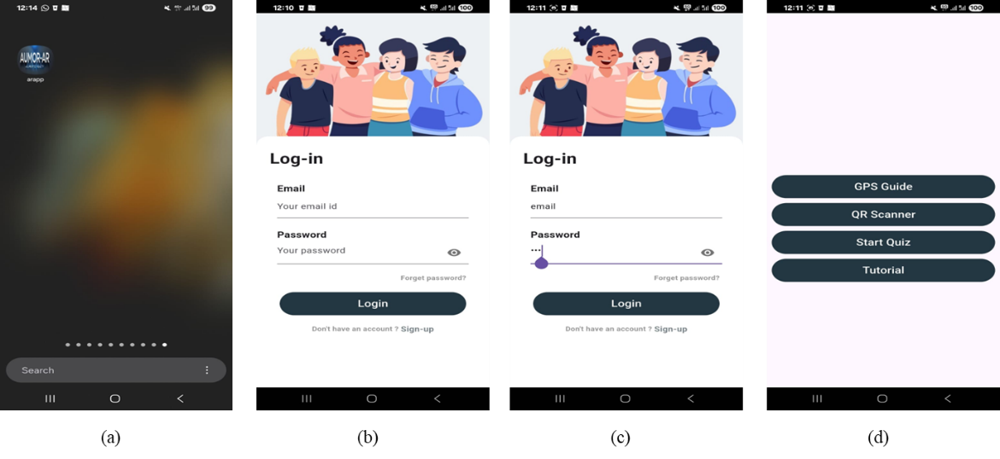 12:14
99
AUMOR-AR
arapp
Search
(a)
12:10
100
Log-in
Email
Your email id
Password
Your password
Forget password?
Login
Don't have an account ? Sign-up
(b)
12:11
100
Log-in
Email
email
Password
•••
Forget password?
Login
Don't have an account ? Sign-up
(c)
12:11
100
GPS Guide
QR Scanner
Start Quiz
Tutorial
(d)